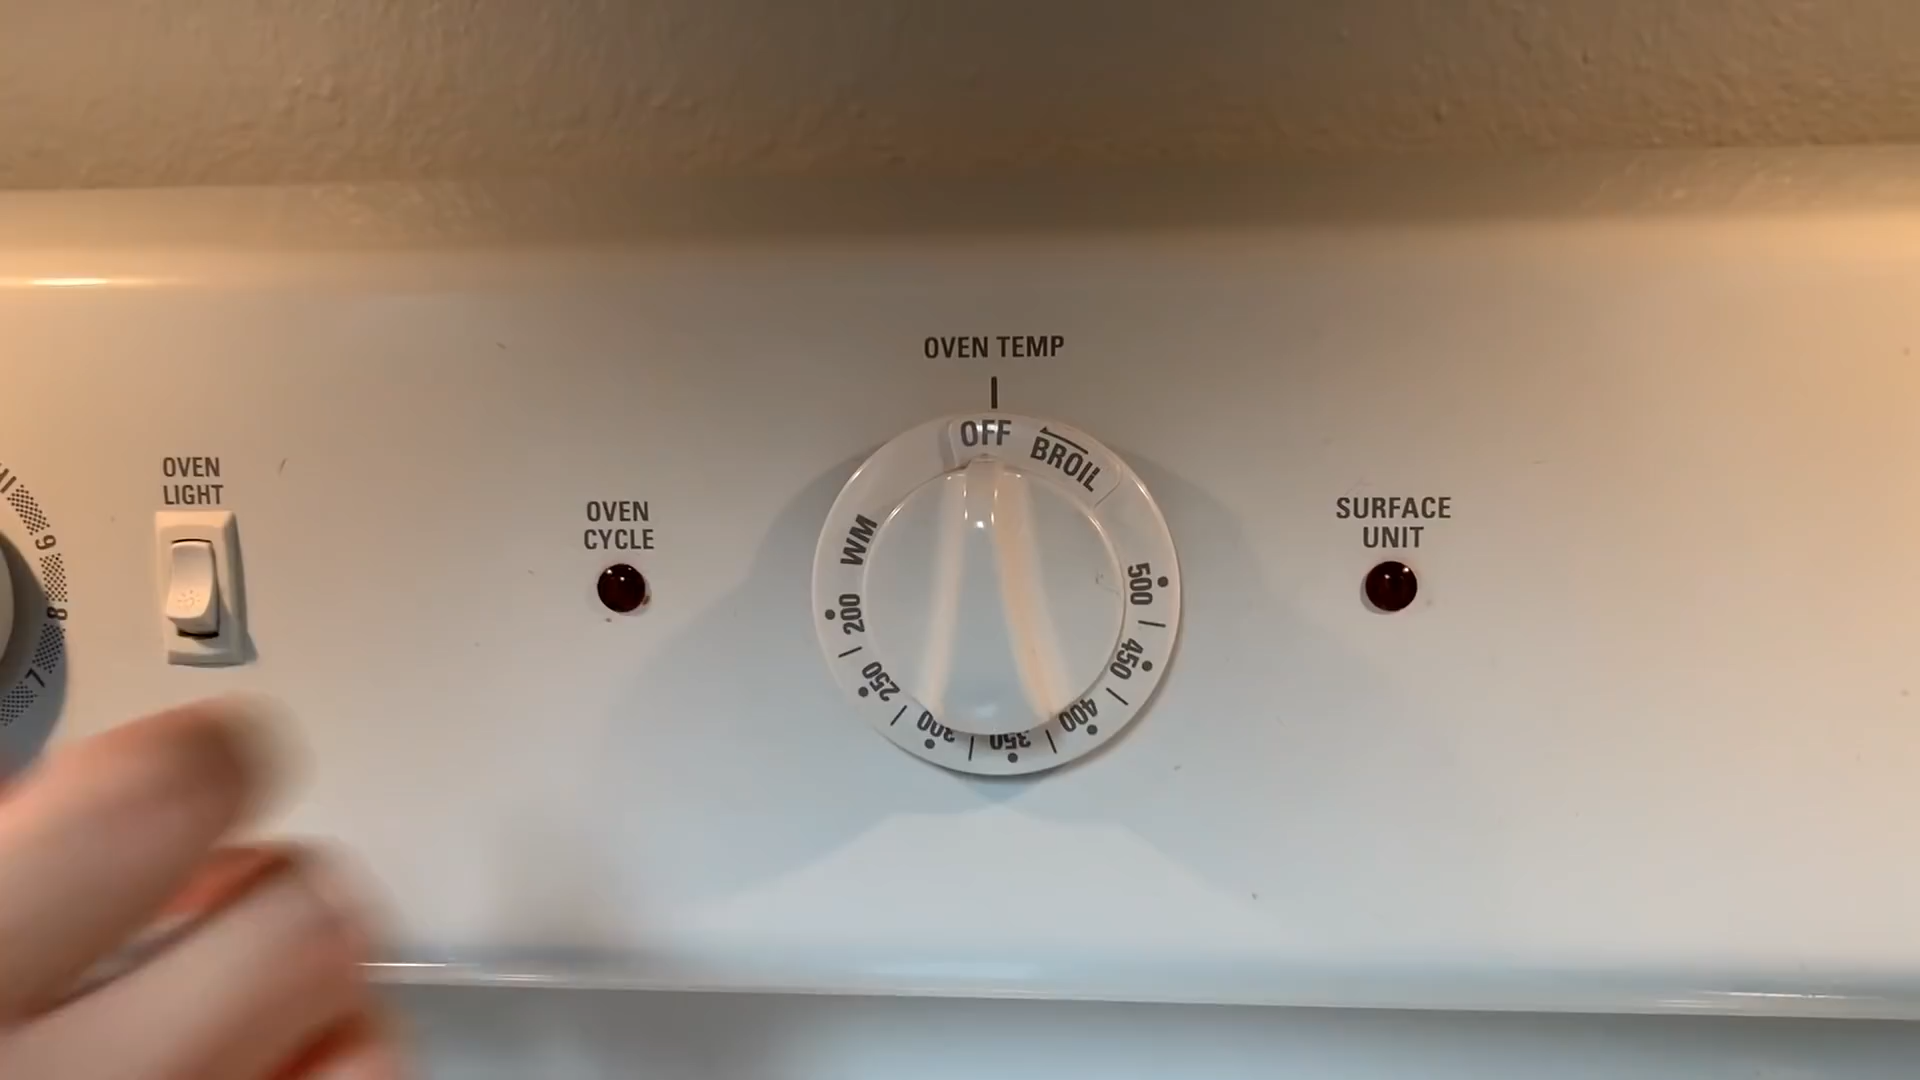 OVEN TEMP
OFF
BROIL
WM
200
250
300
350
400
450
500
OVEN
LIGHT
OVEN
CYCLE
SURFACE
UNIT
9
8
7